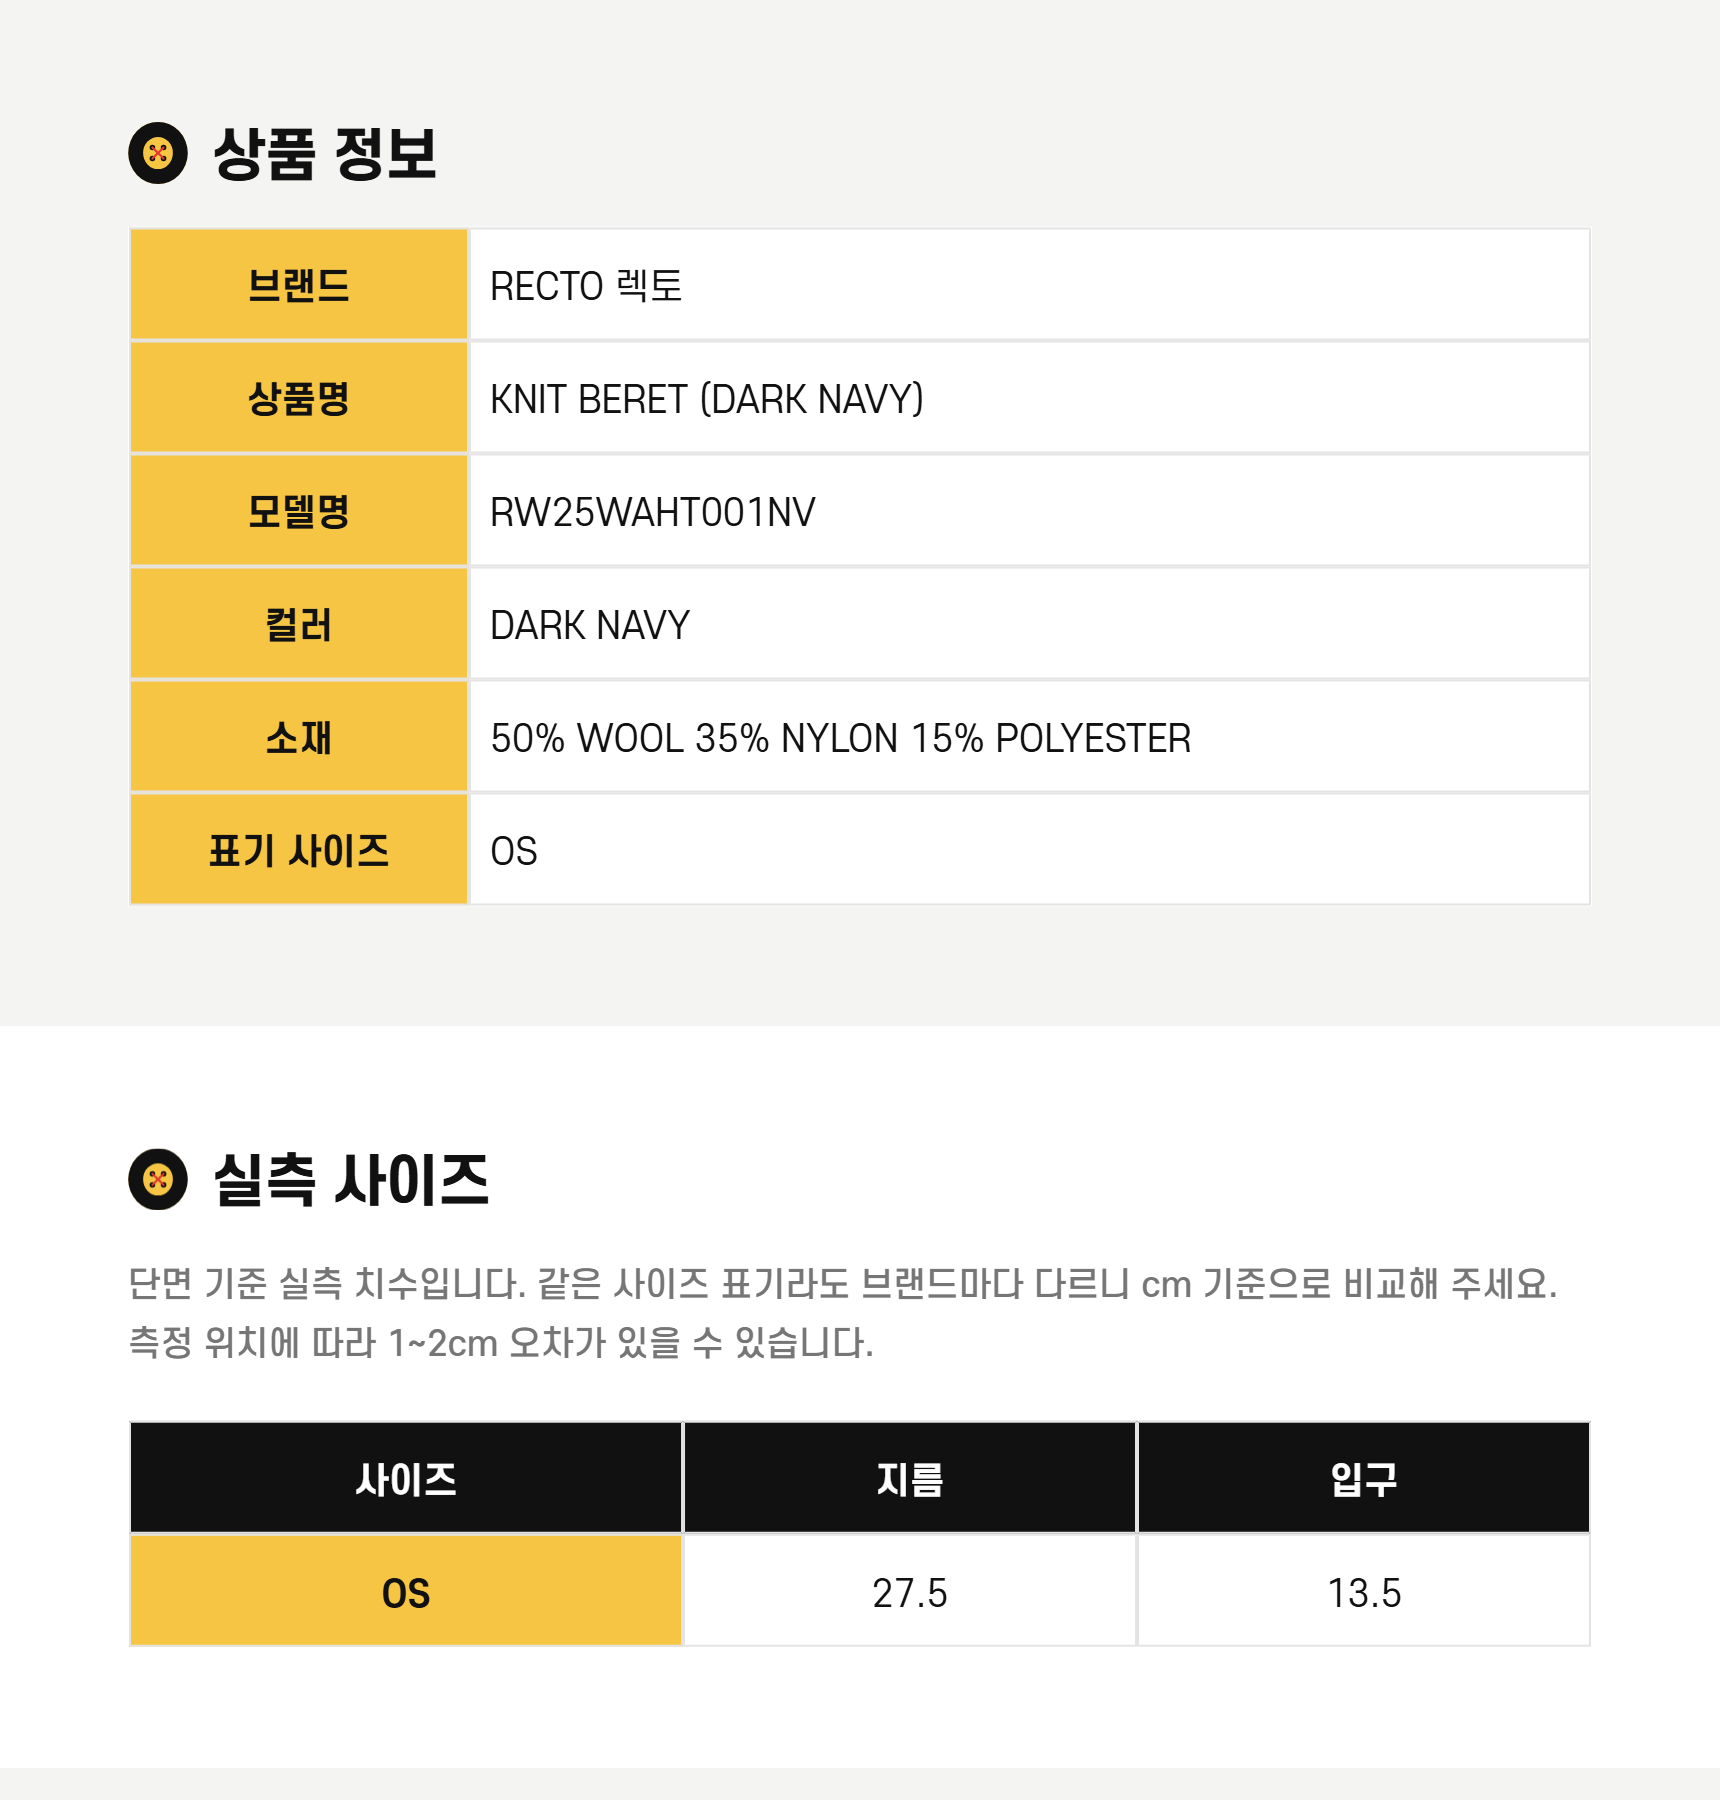 상품 정보
브랜드 RECTO 렉토
상품명 KNIT BERET (DARK NAVY)
모델명 RW25WAHT001NV
컬러 DARK NAVY
소재 50% WOOL 35% NYLON 15% POLYESTER
표기 사이즈 OS
실측 사이즈
단면 기준 실측 치수입니다. 같은 사이즈 표기라도 브랜드마다 다르니 cm 기준으로 비교해 주세요.
측정 위치에 따라 1~2cm 오차가 있을 수 있습니다.
사이즈 지름 입구
OS 27.5 13.5